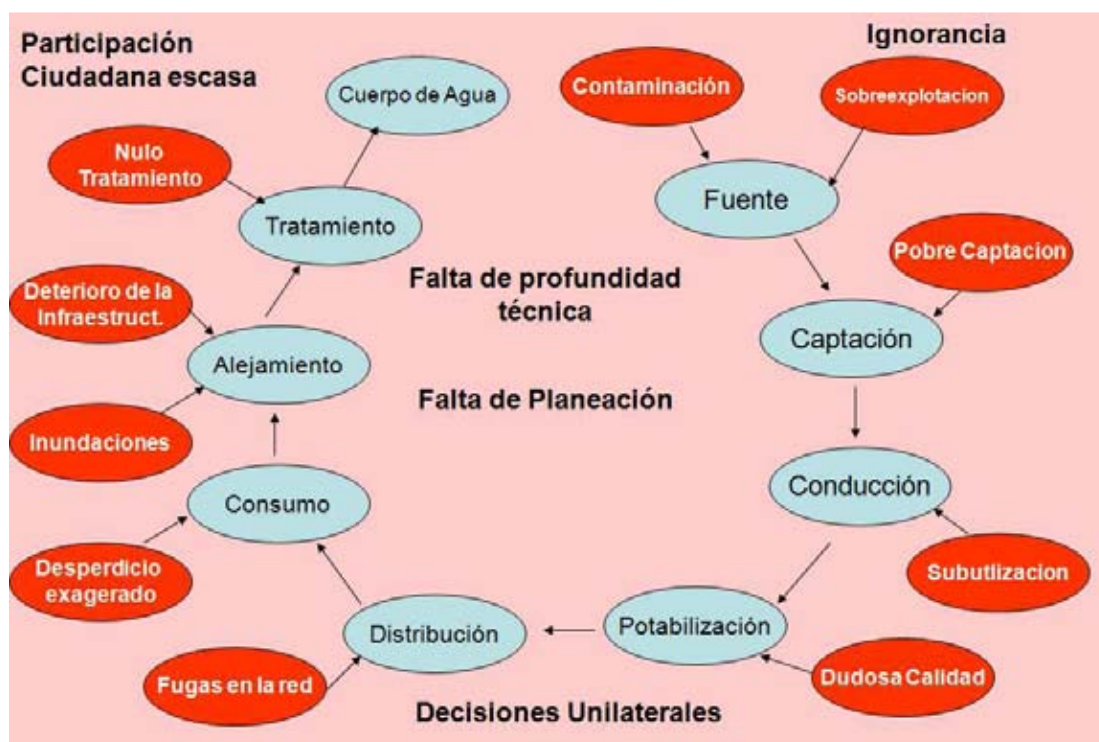 Participación
Ciudadana escasa
Ignorancia
Cuerpo de Agua
Contaminación
Sobreexplotacion
Nulo
Tratamiento
Fuente
Tratamiento
Pobre Captacion
Falta de profundidad
técnica
Deterioro de la
Infraestruct.
Captación
Alejamiento
Falta de Planeación
Inundaciones
Conducción
Consumo
Desperdicio
exagerado
Subutlizacion
Distribución
Potabilización
Fugas en la red
Dudosa Calidad
Decisiones Unilaterales